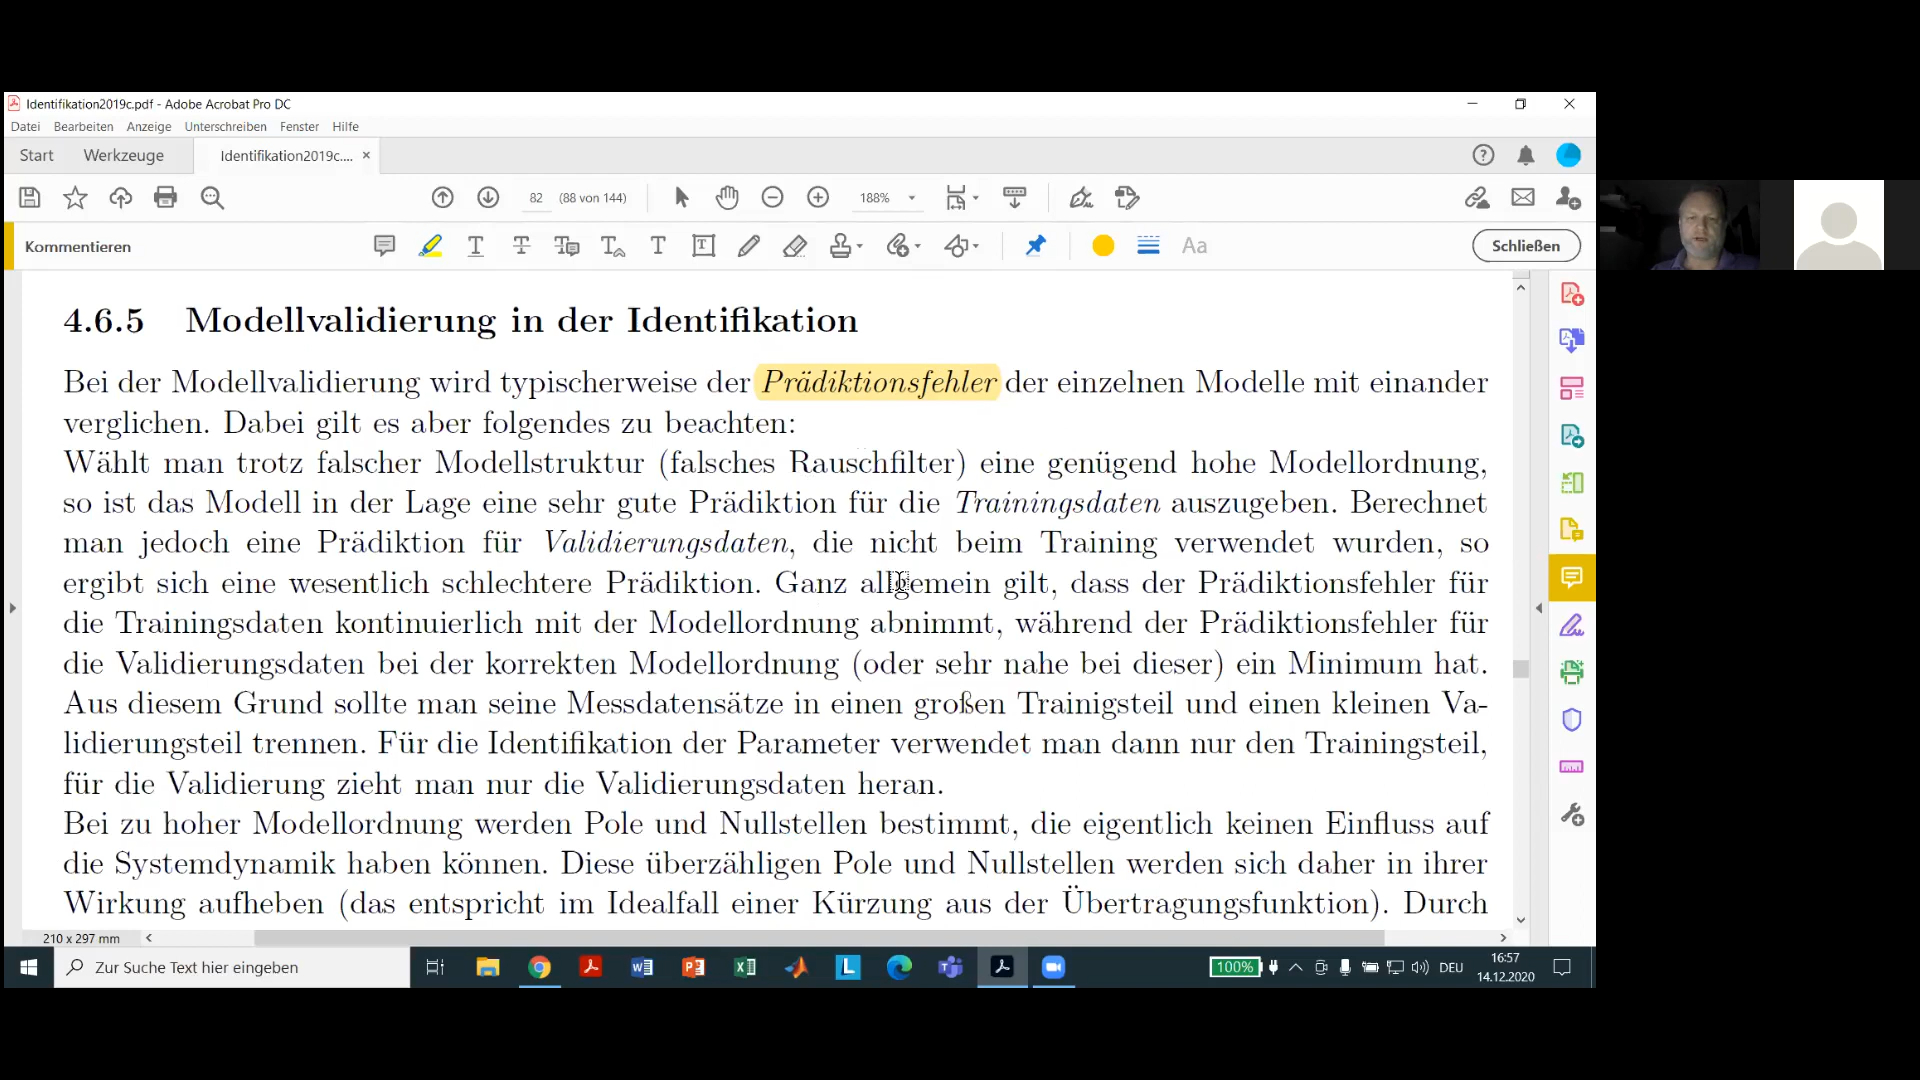 Identifikation2019c.pdf - Adobe Acrobat Pro DC
Datei Bearbeiten Anzeige Unterschreiben Fenster Hilfe
Start Werkzeuge Identifikation2019c.... ×
82 (88 von 144) 188%
Kommentieren Aa Schließen
4.6.5 Modellvalidierung in der Identifikation
Bei der Modellvalidierung wird typischerweise der Prädiktionsfehler der einzelnen Modelle mit einander
verglichen. Dabei gilt es aber folgendes zu beachten:
Wählt man trotz falscher Modellstruktur (falsches Rauschfilter) eine genügend hohe Modellordnung,
so ist das Modell in der Lage eine sehr gute Prädiktion für die Trainingsdaten auszugeben. Berechnet
man jedoch eine Prädiktion für Validierungsdaten, die nicht beim Training verwendet wurden, so
ergibt sich eine wesentlich schlechtere Prädiktion. Ganz allgemein gilt, dass der Prädiktionsfehler für
die Trainingsdaten kontinuierlich mit der Modellordnung abnimmt, während der Prädiktionsfehler für
die Validierungsdaten bei der korrekten Modellordnung (oder sehr nahe bei dieser) ein Minimum hat.
Aus diesem Grund sollte man seine Messdatensätze in einen großen Trainigsteil und einen kleinen Va-
lidierungsteil trennen. Für die Identifikation der Parameter verwendet man dann nur den Trainingsteil,
für die Validierung zieht man nur die Validierungsdaten heran.
Bei zu hoher Modellordnung werden Pole und Nullstellen bestimmt, die eigentlich keinen Einfluss auf
die Systemdynamik haben können. Diese überzähligen Pole und Nullstellen werden sich daher in ihrer
Wirkung aufheben (das entspricht im Idealfall einer Kürzung aus der Übertragungsfunktion). Durch
210 x 297 mm
Zur Suche Text hier eingeben 100% DEU 16:57
14.12.2020